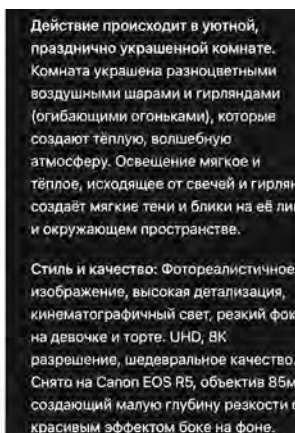 Действие происходит в уютной,
празднично украшенной комнате.
Комната украшена разноцветными
воздушными шарами и гирляндами
(огибающими огоньками), которые
создают тёплую, волшебную
атмосферу. Освещение мягкое и
тёплое, исходящее от свечей и
создаёт мягкие тени и блики на её
и окружающем пространстве.
Стиль и качество: Фотореалистичное
изображение, высокая детализация,
кинематографичный свет, резкий
на девочке и торте. UHD, 8K
разрешение, шедевральное качество.
Снято на Canon EOS R5, объектив
создающий малую глубину резкости с
красивым эффектом боке на фоне.